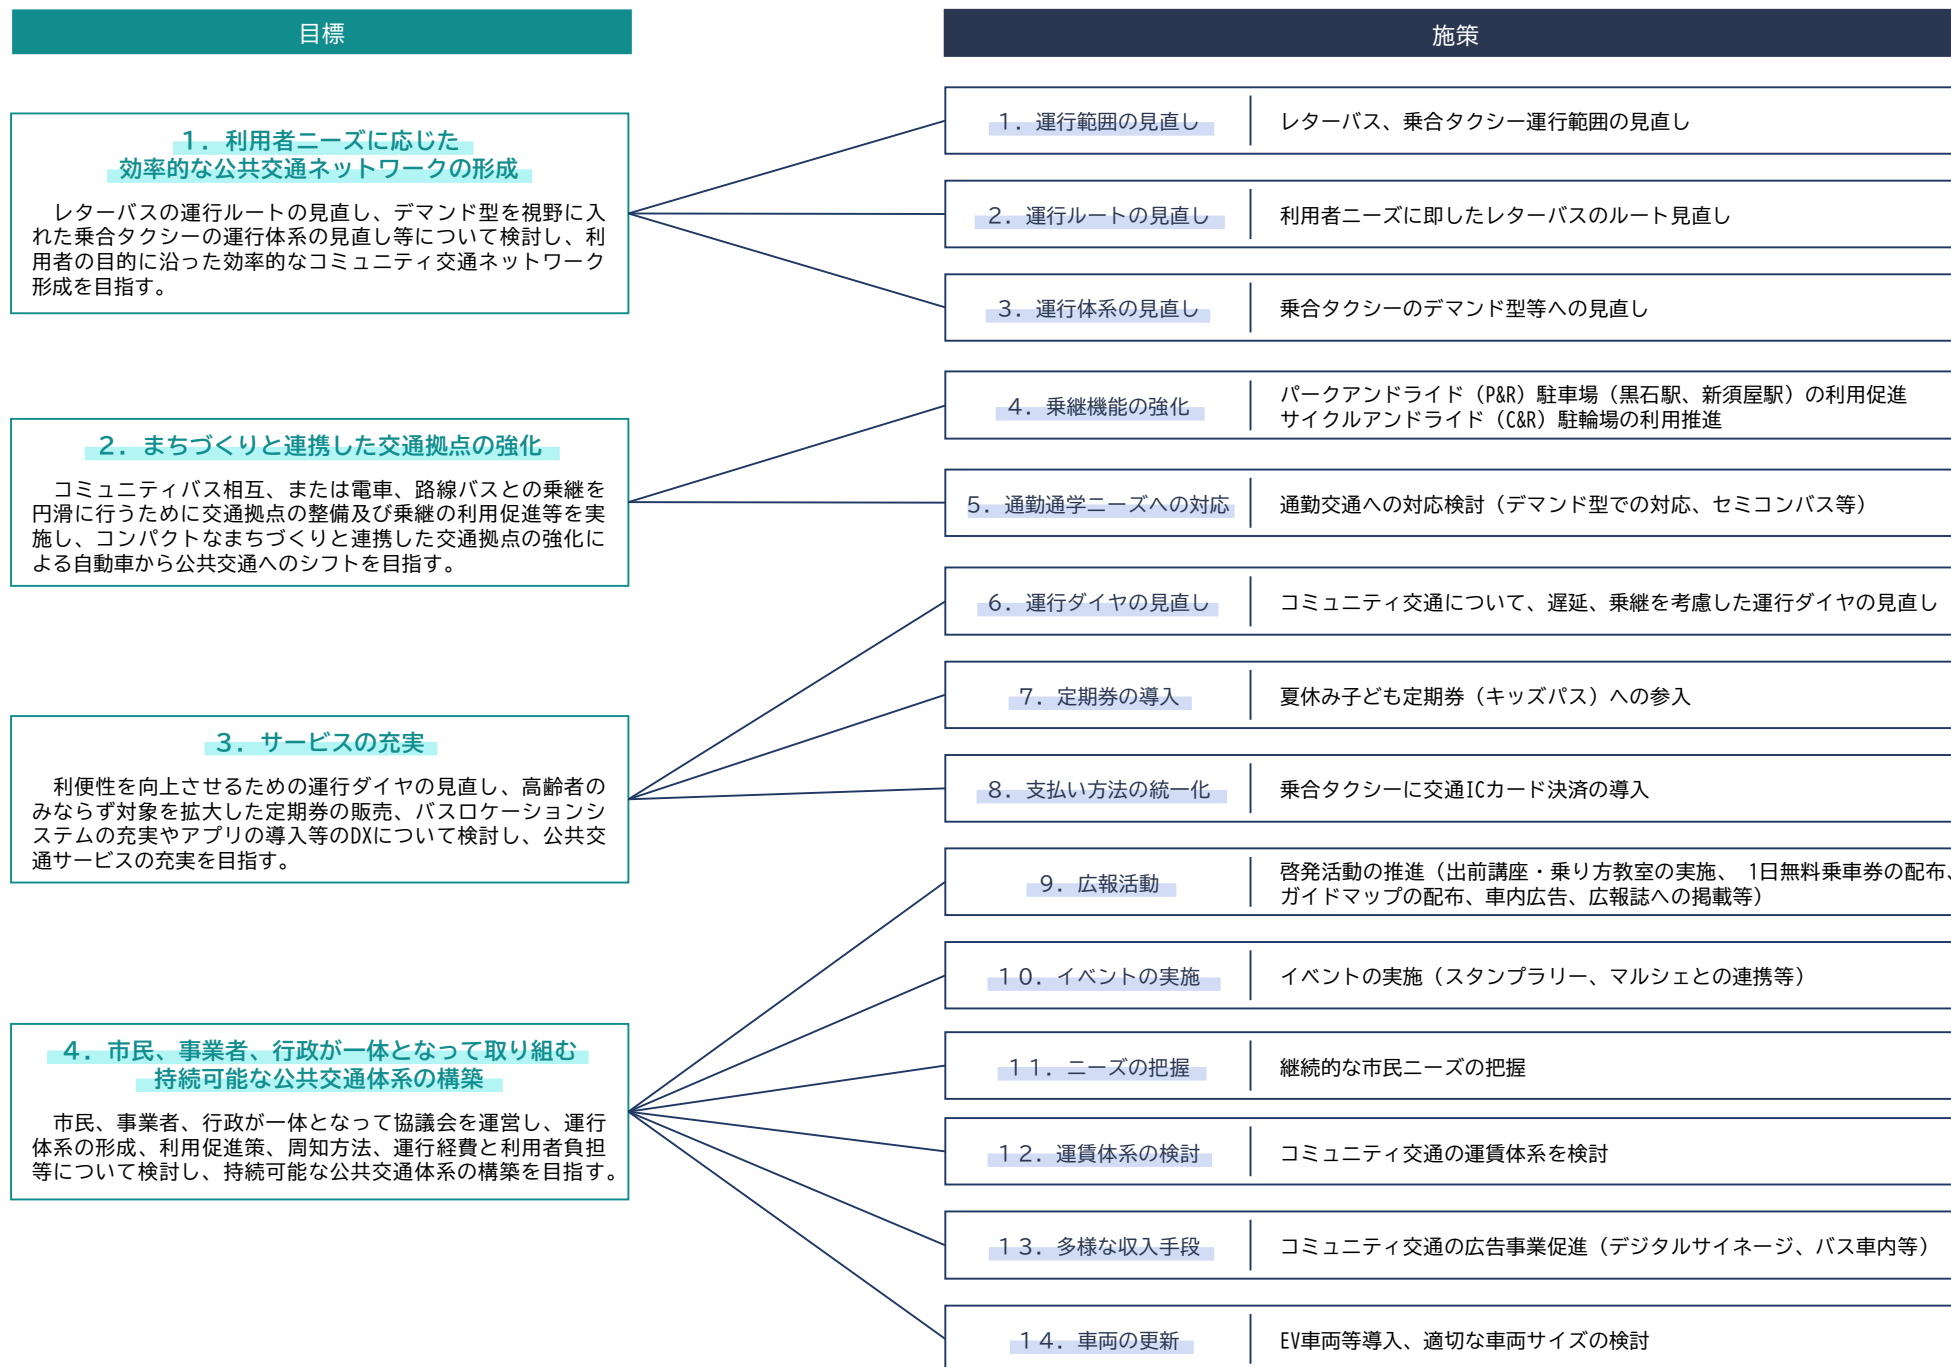 目標
1．利用者ニーズに応じた
効率的な公共交通ネットワークの形成
レターバスの運行ルートの見直し、デマンド型を視野に入
れた乗合タクシーの運行体系の見直し等について検討し、利
用者の目的に沿った効率的なコミュニティ交通ネットワーク
形成を目指す。
2．まちづくりと連携した交通拠点の強化
コミュニティバス相互、または電車、路線バスとの乗継を
円滑に行うために交通拠点の整備及び乗継の利用促進等を実
施し、コンパクトなまちづくりと連携した交通拠点の強化に
よる自動車から公共交通へのシフトを目指す。
3．サービスの充実
利便性を向上させるための運行ダイヤの見直し、高齢者の
みならず対象を拡大した定期券の販売、バスロケーションシ
ステムの充実やアプリの導入等のDXについて検討し、公共交
通サービスの充実を目指す。
4．市民、事業者、行政が一体となって取り組む
持続可能な公共交通体系の構築
市民、事業者、行政が一体となって協議会を運営し、運行
体系の形成、利用促進策、周知方法、運行経費と利用者負担
等について検討し、持続可能な公共交通体系の構築を目指す。
施策
1．運行範囲の見直し
レターバス、乗合タクシー運行範囲の見直し
2．運行ルートの見直し
利用者ニーズに即したレターバスのルート見直し
3．運行体系の見直し
乗合タクシーのデマンド型等への見直し
4．乗継機能の強化
パークアンドライド（P&R）駐車場（黒石駅、新須屋駅）の利用促進
サイクルアンドライド（C&R）駐輪場の利用推進
5．通勤通学ニーズへの対応
通勤交通への対応検討（デマンド型での対応、セミコンバス等）
6．運行ダイヤの見直し
コミュニティ交通について、遅延、乗継を考慮した運行ダイヤの見直し
7．定期券の導入
夏休み子ども定期券（キッズパス）への参入
8．支払い方法の統一化
乗合タクシーに交通ICカード決済の導入
9．広報活動
啓発活動の推進（出前講座・乗り方教室の実施、 1日無料乗車券の配布、
ガイドマップの配布、車内広告、広報誌への掲載等）
10．イベントの実施
イベントの実施（スタンプラリー、マルシェとの連携等）
11．ニーズの把握
継続的な市民ニーズの把握
12．運賃体系の検討
コミュニティ交通の運賃体系を検討
13．多様な収入手段
コミュニティ交通の広告事業促進（デジタルサイネージ、バス車内等）
14．車両の更新
EV車両等導入、適切な車両サイズの検討